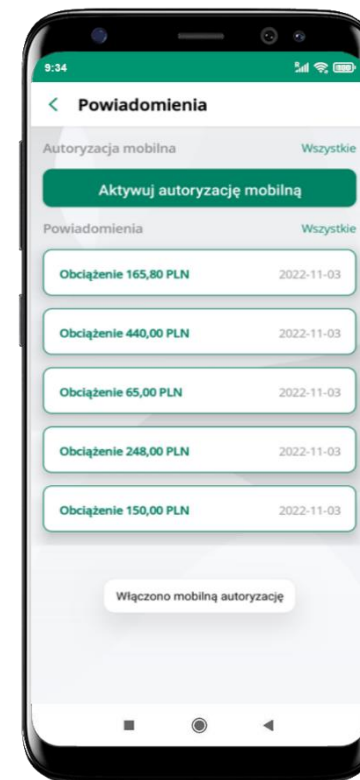 9:34
Powiadomienia
Autoryzacja mobilna Wszystkie
Aktywuj autoryzację mobilną
Powiadomienia Wszystkie
Obciążenie 165,80 PLN 2022-11-03
Obciążenie 440,00 PLN 2022-11-03
Obciążenie 65,00 PLN 2022-11-03
Obciążenie 248,00 PLN 2022-11-03
Obciążenie 150,00 PLN 2022-11-03
Włączono mobilną autoryzację